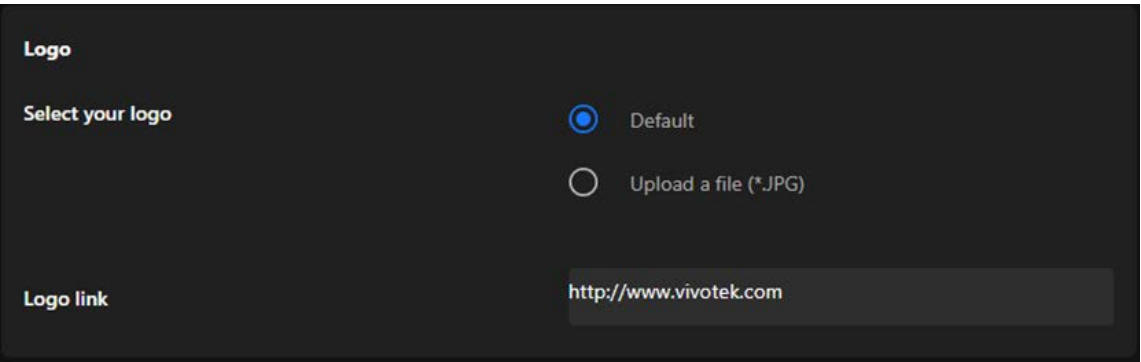 Logo
Select your logo
Default
Upload a file (*.JPG)
Logo link
http://www.vivotek.com